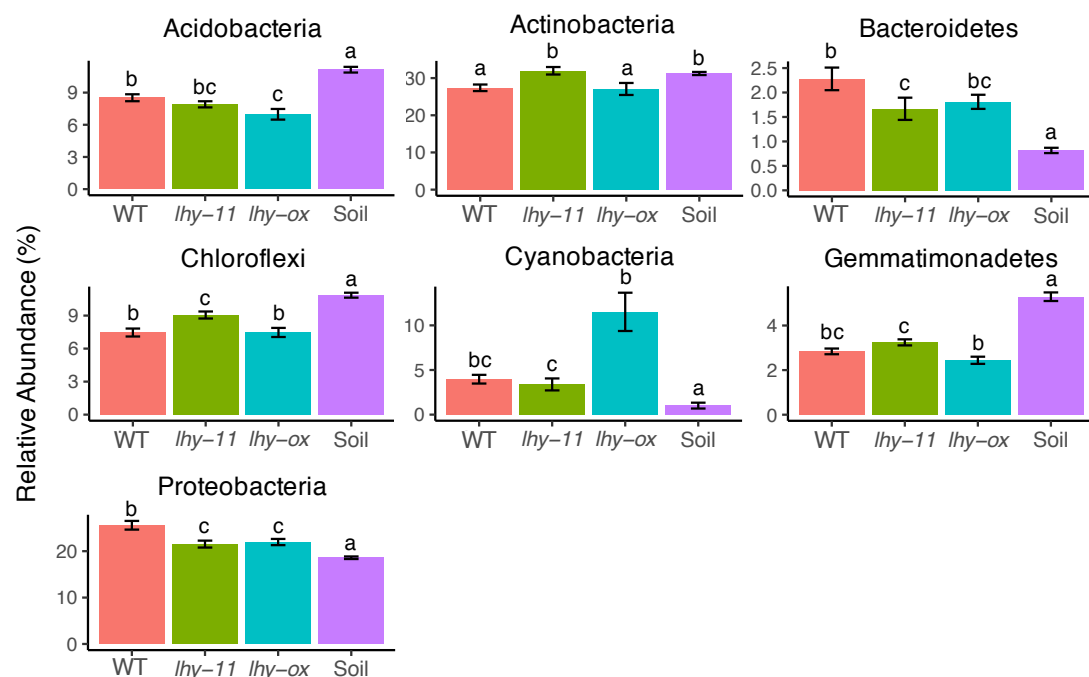 Relative Abundance (%)
Acidobacteria
a
b
bc
c
9
6
3
0
WT lhy−11 lhy−ox Soil
Actinobacteria
a
b
a
b
30
20
10
0
WT lhy−11 lhy−ox Soil
Bacteroidetes
b
c
bc
a
2.5
2.0
1.5
1.0
0.5
0.0
WT lhy−11 lhy−ox Soil
Chloroflexi
b
c
b
a
9
6
3
0
WT lhy−11 lhy−ox Soil
Cyanobacteria
bc
c
b
a
10
5
0
WT lhy−11 lhy−ox Soil
Gemmatimonadetes
bc
c
b
a
4
2
0
WT lhy−11 lhy−ox Soil
Proteobacteria
b
c
c
a
20
10
0
WT lhy−11 lhy−ox Soil